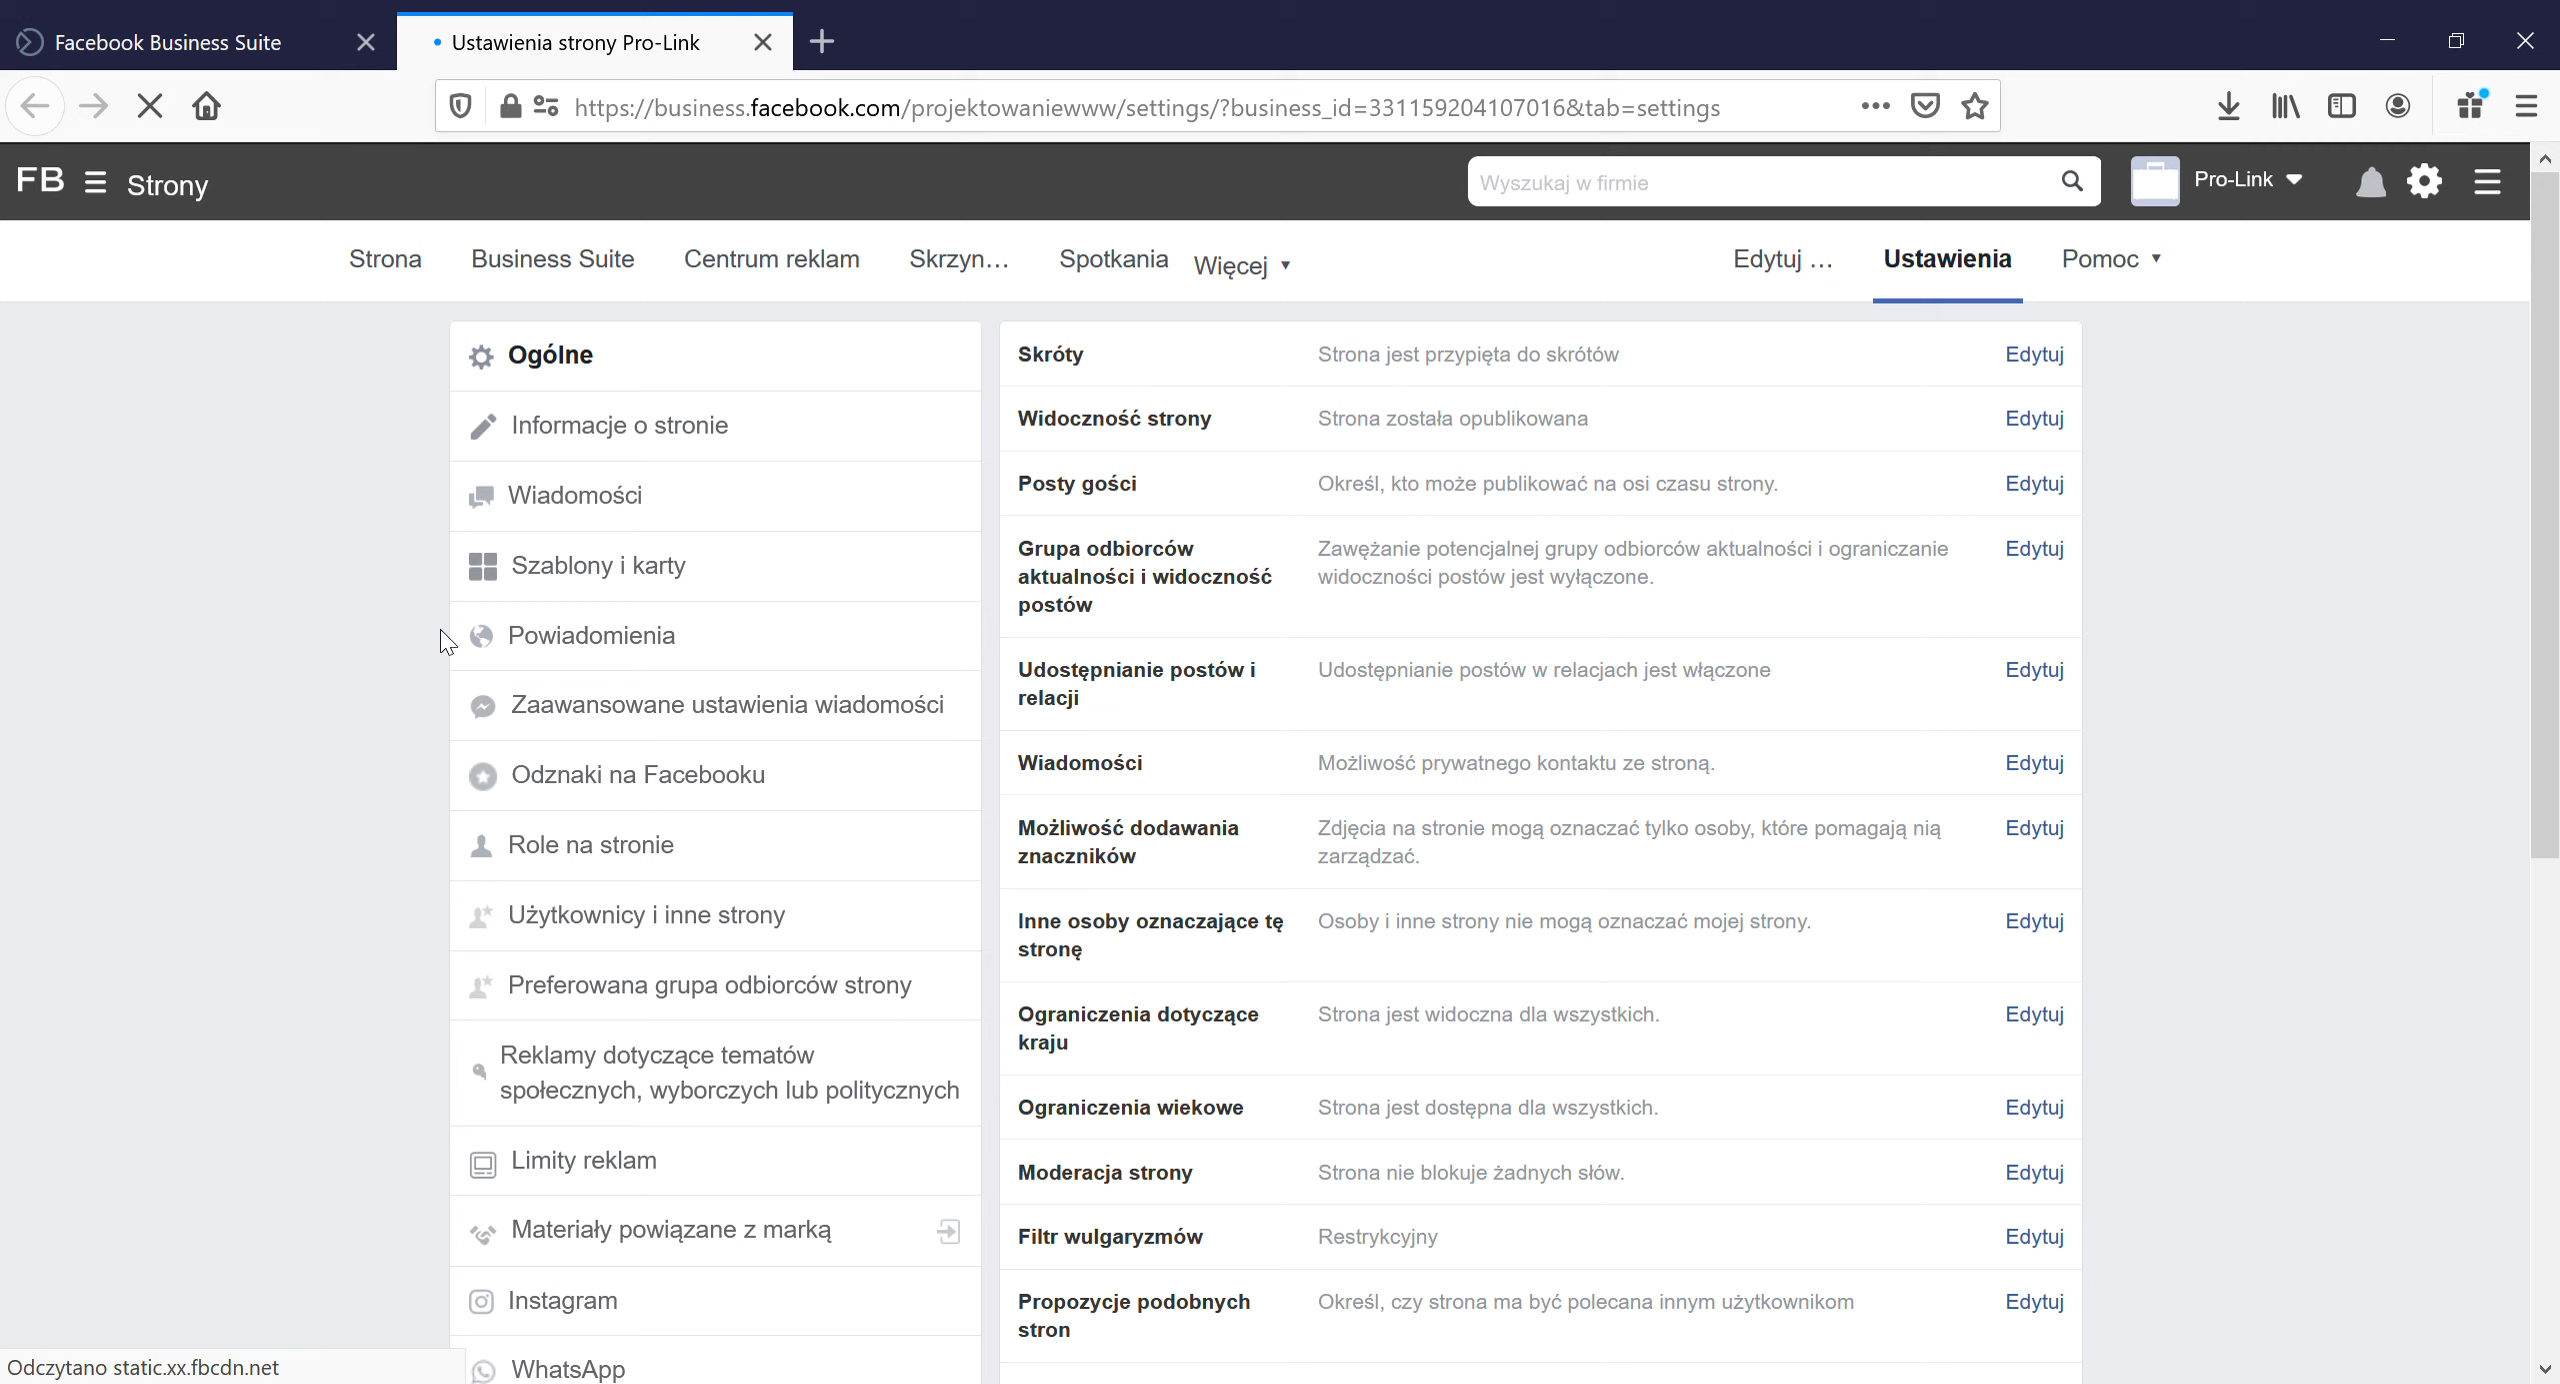 Facebook Business Suite
Ustawienia strony Pro-Link
https://business.facebook.com/projektowaniewww/settings/?business_id=331159204107016&tab=settings
FB Strony
Wyszukaj w firmie
Pro-Link
Strona Business Suite Centrum reklam Skrzyn... Spotkania Więcej
Edytuj ... Ustawienia Pomoc
Ogólne
Informacje o stronie
Wiadomości
Szablony i karty
Powiadomienia
Zaawansowane ustawienia wiadomości
Odznaki na Facebooku
Role na stronie
Użytkownicy i inne strony
Preferowana grupa odbiorców strony
Reklamy dotyczące tematów
społecznych, wyborczych lub politycznych
Limity reklam
Materiały powiązane z marką
Instagram
WhatsApp
Skróty Strona jest przypięta do skrótów Edytuj
Widoczność strony Strona została opublikowana Edytuj
Posty gości Określ, kto może publikować na osi czasu strony. Edytuj
Grupa odbiorców Zawężanie potencjalnej grupy odbiorców aktualności i ograniczanie Edytuj
aktualności i widoczność widoczności postów jest wyłączone.
postów
Udostępnianie postów i Udostępnianie postów w relacjach jest włączone Edytuj
relacji
Wiadomości Możliwość prywatnego kontaktu ze stroną. Edytuj
Możliwość dodawania Zdjęcia na stronie mogą oznaczać tylko osoby, które pomagają nią Edytuj
znaczników zarządzać.
Inne osoby oznaczające tę Osoby i inne strony nie mogą oznaczać mojej strony. Edytuj
stronę
Ograniczenia dotyczące Strona jest widoczna dla wszystkich. Edytuj
kraju
Ograniczenia wiekowe Strona jest dostępna dla wszystkich. Edytuj
Moderacja strony Strona nie blokuje żadnych słów. Edytuj
Filtr wulgaryzmów Restrykcyjny Edytuj
Propozycje podobnych Określ, czy strona ma być polecana innym użytkownikom Edytuj
stron
Odczytano static.xx.fbcdn.net